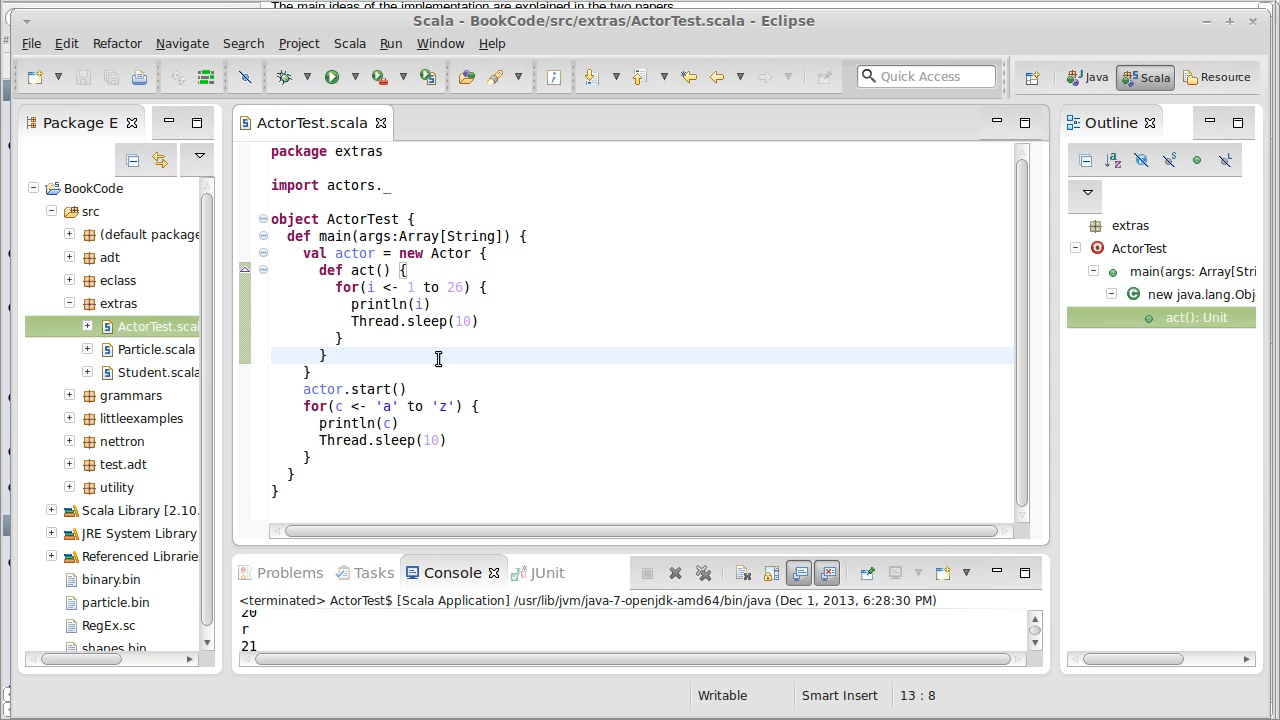 The main ideas of the implementation are explained in the two papers
Scala - BookCode/src/extras/ActorTest.scala - Eclipse
File Edit Refactor Navigate Search Project Scala Run Window Help
Quick Access
Java Scala Resource
Package E
ActorTest.scala
Outline
BookCode
src
(default package
adt
eclass
extras
ActorTest.scal
Particle.scala
Student.scala
grammars
littleexamples
nettron
test.adt
utility
Scala Library [2.10.
JRE System Library
Referenced Librarie
binary.bin
particle.bin
RegEx.sc
shapes.bin
package extras
import actors._
object ActorTest {
def main(args:Array[String]) {
val actor = new Actor {
def act() {
for(i <- 1 to 26) {
println(i)
Thread.sleep(10)
}
}
}
actor.start()
for(c <- 'a' to 'z') {
println(c)
Thread.sleep(10)
}
}
}
extras
ActorTest
main(args: Array[Stri
new java.lang.Obj
act(): Unit
Problems Tasks Console JUnit
<terminated> ActorTest$ [Scala Application] /usr/lib/jvm/java-7-openjdk-amd64/bin/java (Dec 1, 2013, 6:28:30 PM)
20
r
21
Writable Smart Insert 13 : 8